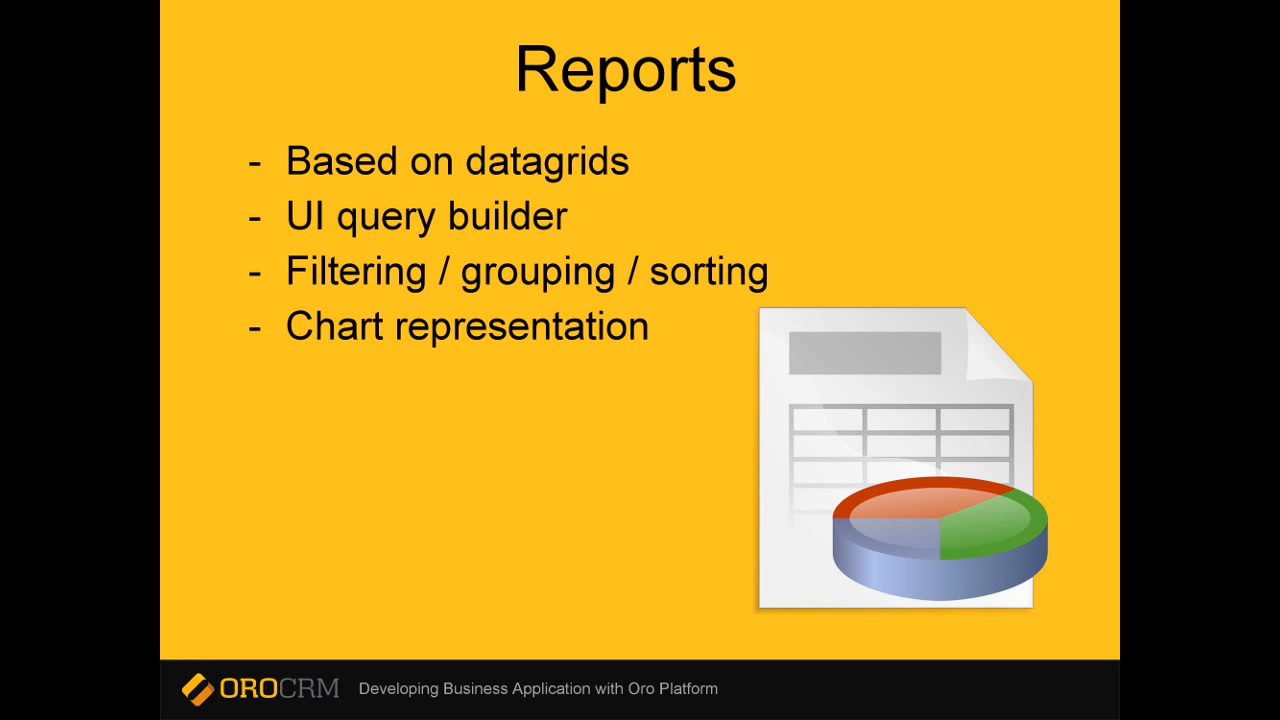 Reports
- Based on datagrids
- UI query builder
- Filtering / grouping / sorting
- Chart representation
OROCRM Developing Business Application with Oro Platform